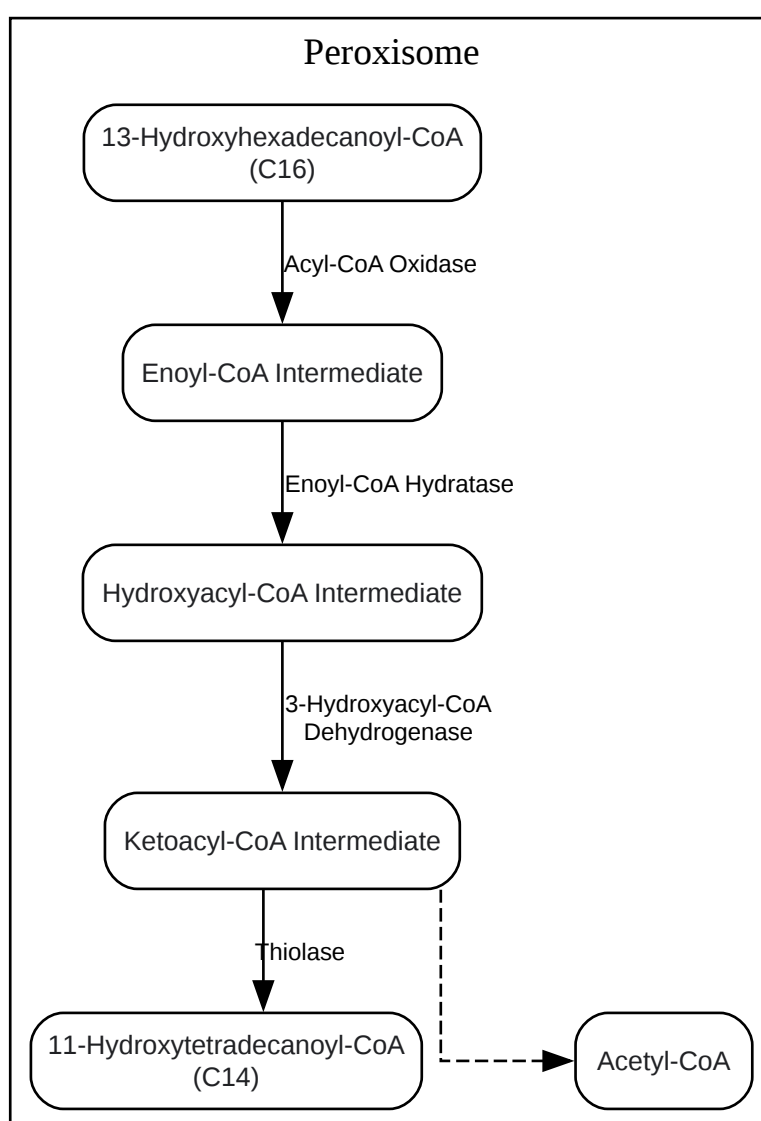 Peroxisome
13-Hydroxyhexadecanoyl-CoA
(C16)
Acyl-CoA Oxidase
Enoyl-CoA Intermediate
Enoyl-CoA Hydratase
Hydroxyacyl-CoA Intermediate
3-Hydroxyacyl-CoA
Dehydrogenase
Ketoacyl-CoA Intermediate
Thiolase
11-Hydroxytetradecanoyl-CoA
(C14)
Acetyl-CoA